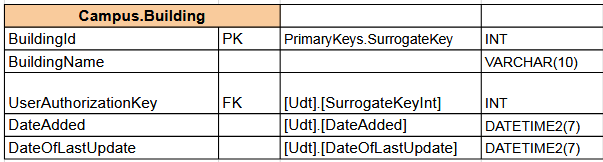 Campus.Building
BuildingId PK PrimaryKeys.SurrogateKey INT
BuildingName VARCHAR(10)
UserAuthorizationKey FK [Udt].[SurrogateKeyInt] INT
DateAdded [Udt].[DateAdded] DATETIME2(7)
DateOfLastUpdate [Udt].[DateOfLastUpdate] DATETIME2(7)